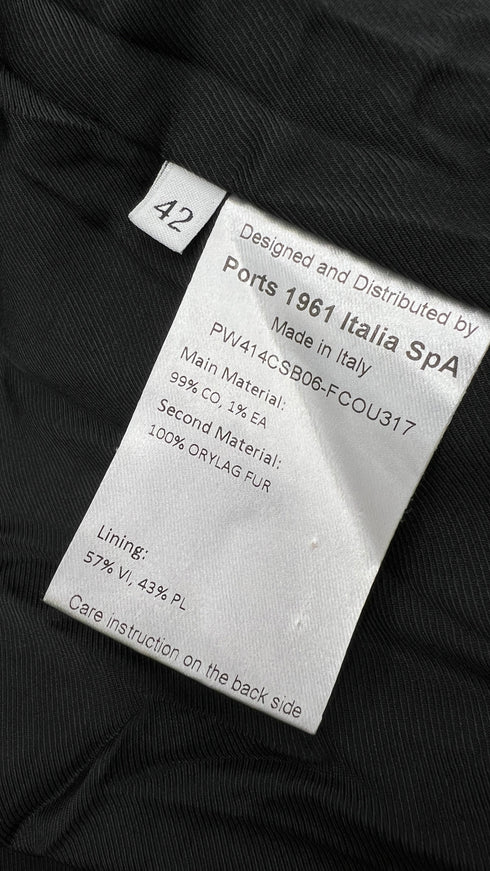 42
Designed and Distributed by
Ports 1961 Italia SpA
Made in Italy
PW414CSB06-FCOU317
Main Material:
99% CO, 1% EA
Second Material:
100% ORYLAG FUR
Lining:
57% VI, 43% PL
Care instruction on the back side